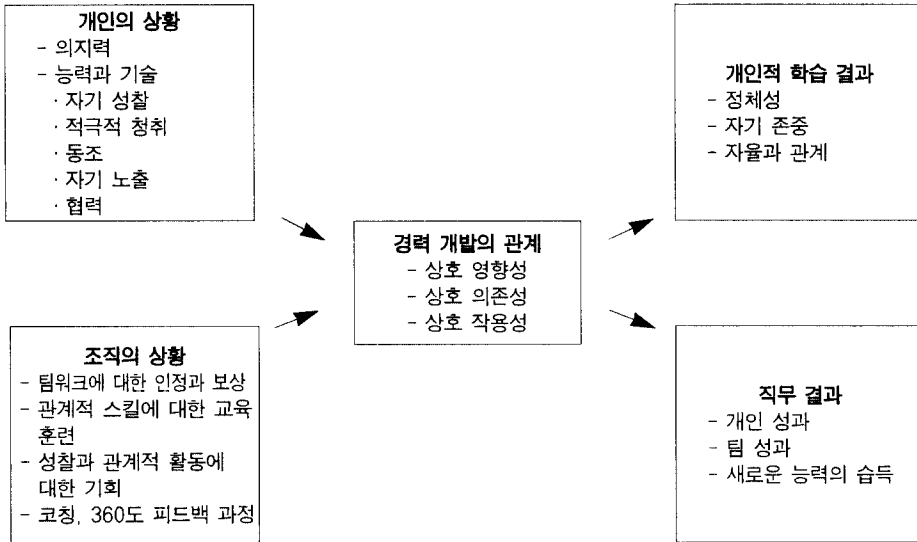 개인의 상황
- 의지력
- 능력과 기술
· 자기 성찰
· 적극적 청취
· 동조
· 자기 노출
· 협력
조직의 상황
- 팀워크에 대한 인정과 보상
- 관계적 스킬에 대한 교육
훈련
- 성찰과 관계적 활동에
대한 기회
- 코칭, 360도 피드백 과정
경력 개발의 관계
- 상호 영향성
- 상호 의존성
- 상호 작용성
개인적 학습 결과
- 정체성
- 자기 존중
- 자율과 관계
직무 결과
- 개인 성과
- 팀 성과
- 새로운 능력의 습득